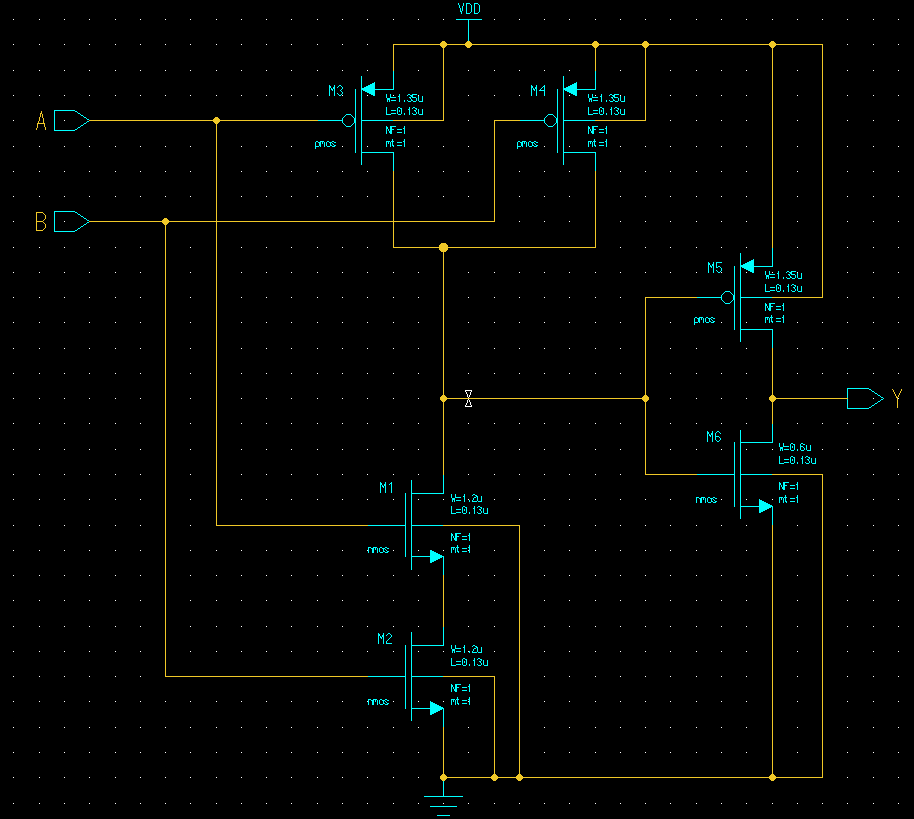 VDD
M3
W=1.35u
L=0.13u
NF=1
mt=1
pmos
M4
W=1.35u
L=0.13u
NF=1
mt=1
pmos
A
B
M5
W=1.35u
L=0.13u
NF=1
mt=1
pmos
Y
M6
W=0.6u
L=0.13u
NF=1
mt=1
nmos
M1
W=1.2u
L=0.13u
NF=1
mt=1
nmos
M2
W=1.2u
L=0.13u
NF=1
mt=1
nmos